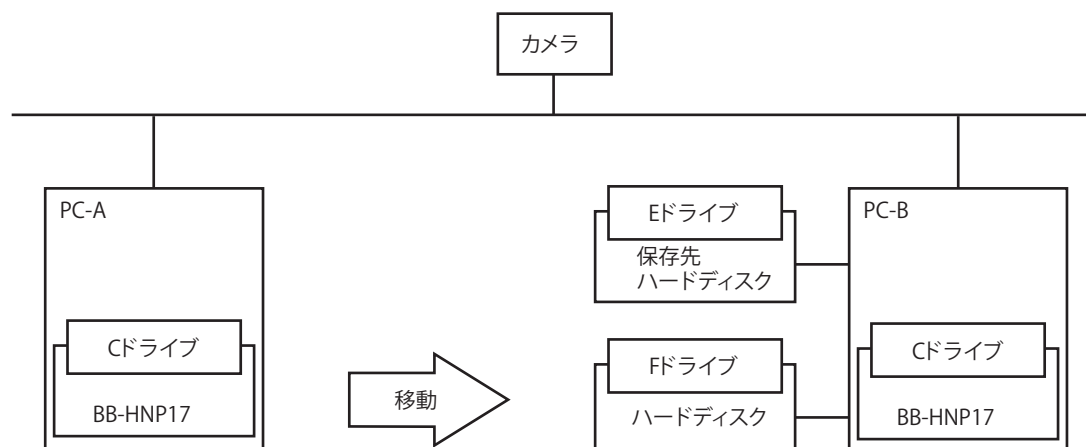 カメラ
PC-A
Cドライブ
BB-HNP17
移動
Eドライブ
保存先
ハードディスク
Fドライブ
ハードディスク
PC-B
Cドライブ
BB-HNP17